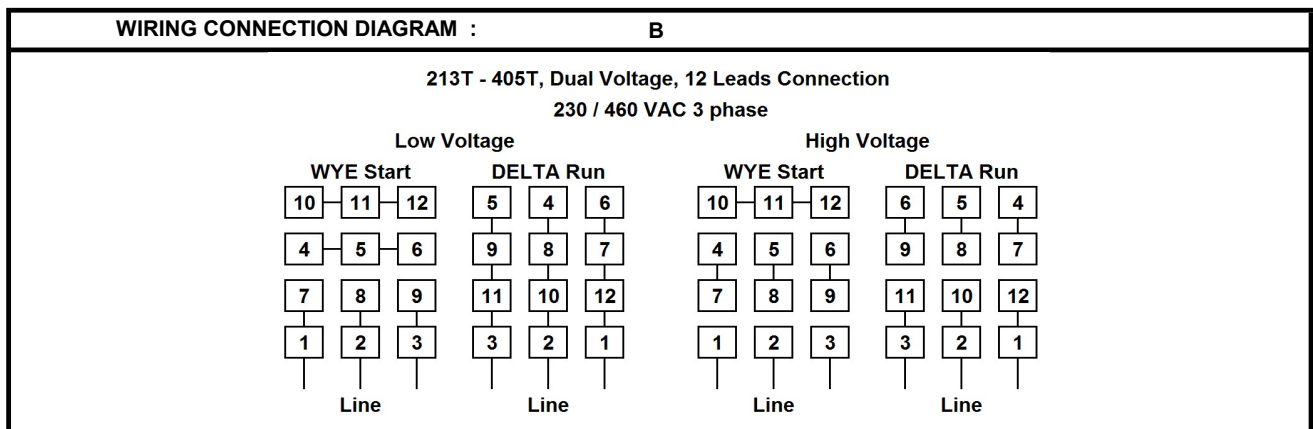 WIRING CONNECTION DIAGRAM : B
213T - 405T, Dual Voltage, 12 Leads Connection
230 / 460 VAC 3 phase
Low Voltage High Voltage
WYE Start DELTA Run WYE Start DELTA Run
10 11 12 5 4 6 10 11 12 6 5 4
4 5 6 9 8 7 4 5 6 9 8 7
7 8 9 11 10 12 7 8 9 11 10 12
1 2 3 3 2 1 1 2 3 3 2 1
Line Line Line Line